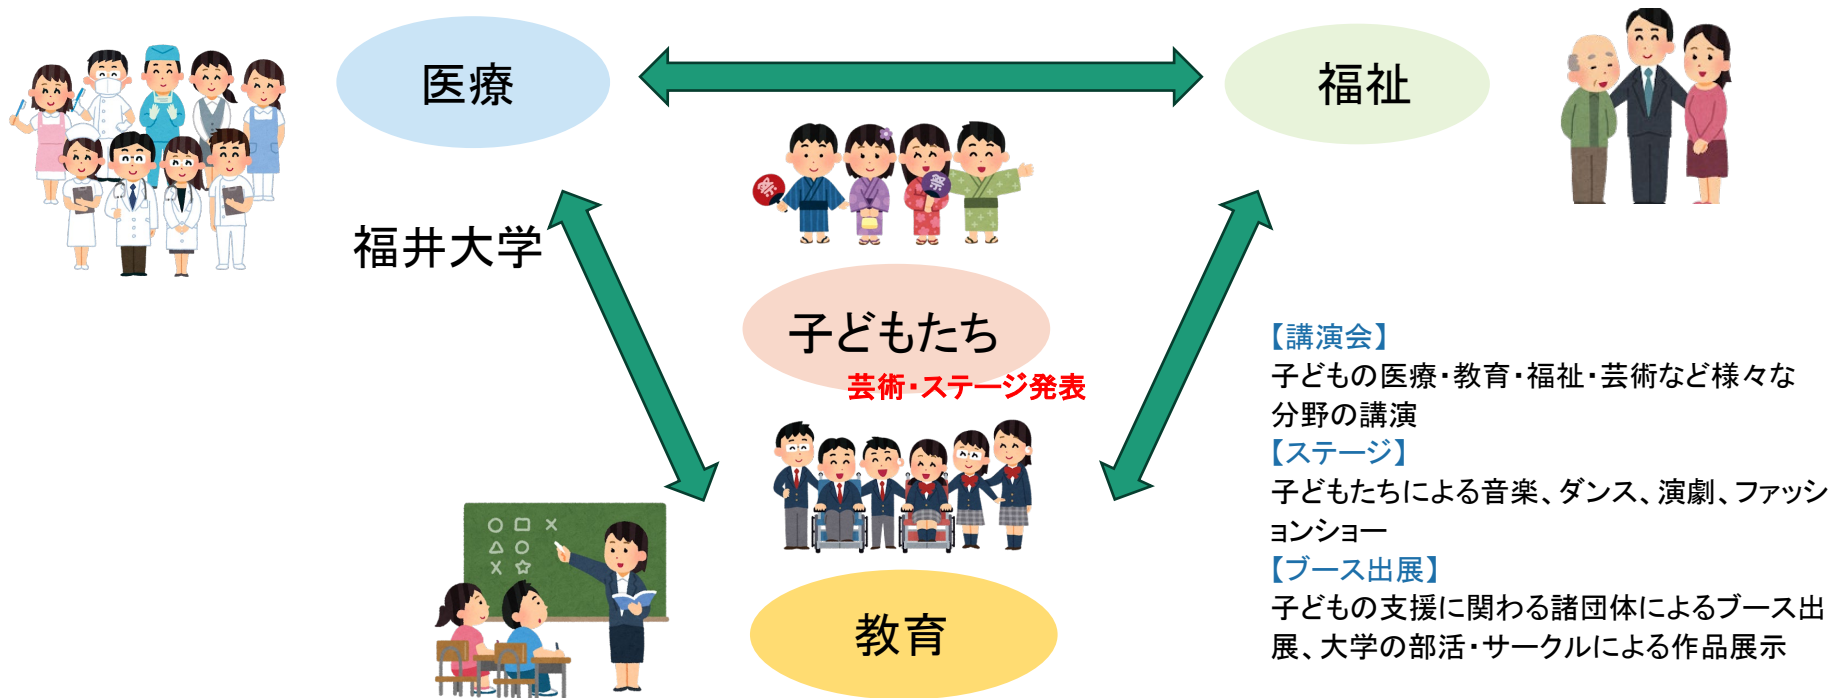 医療
福祉
祭
祭
福井大学
子どもたち
芸術・ステージ発表
【講演会】
子どもの医療・教育・福祉・芸術など様々な
分野の講演
【ステージ】
子どもたちによる音楽、ダンス、演劇、ファッシ
ョンショー
【ブース出展】
子どもの支援に関わる諸団体によるブース出
展、大学の部活・サークルによる作品展示
教育